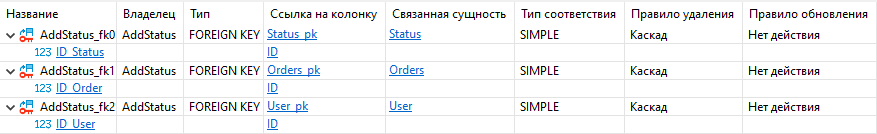 Название Владелец Тип Ссылка на колонку Связанная сущность Тип соответствия Правило удаления Правило обновления
AddStatus_fk0 AddStatus FOREIGN KEY Status_pk Status SIMPLE Каскад Нет действия
123 ID_Status ID
AddStatus_fk1 AddStatus FOREIGN KEY Orders_pk Orders SIMPLE Каскад Нет действия
123 ID_Order ID
AddStatus_fk2 AddStatus FOREIGN KEY User_pk User SIMPLE Каскад Нет действия
123 ID_User ID